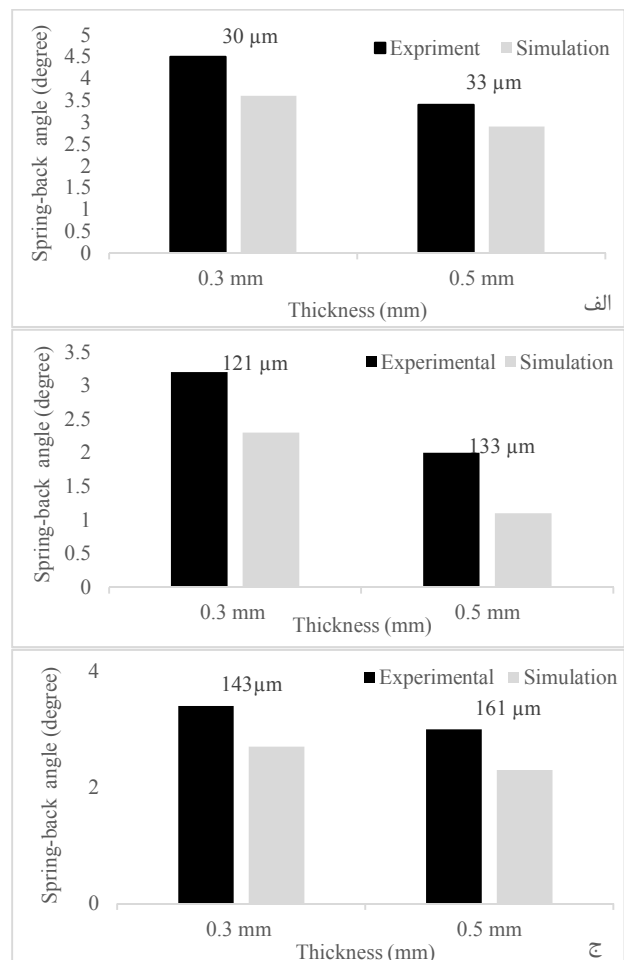 5
4.5
4
3.5
3
2.5
2
1.5
1
0.5
0
Spring-back angle (degree)
30 µm
Expriment Simulation
33 µm
0.3 mm 0.5 mm
Thickness (mm)
الف
3.5
3
2.5
2
1.5
1
0.5
0
Spring-back angle (degree)
121 µm
Experimental Simulation
133 µm
0.3 mm 0.5 mm
Thickness (mm)
4
2
0
Spring-back angle (degree)
143µm
Experimental Simulation
161 µm
0.3 mm 0.5 mm
Thickness (mm)
ج